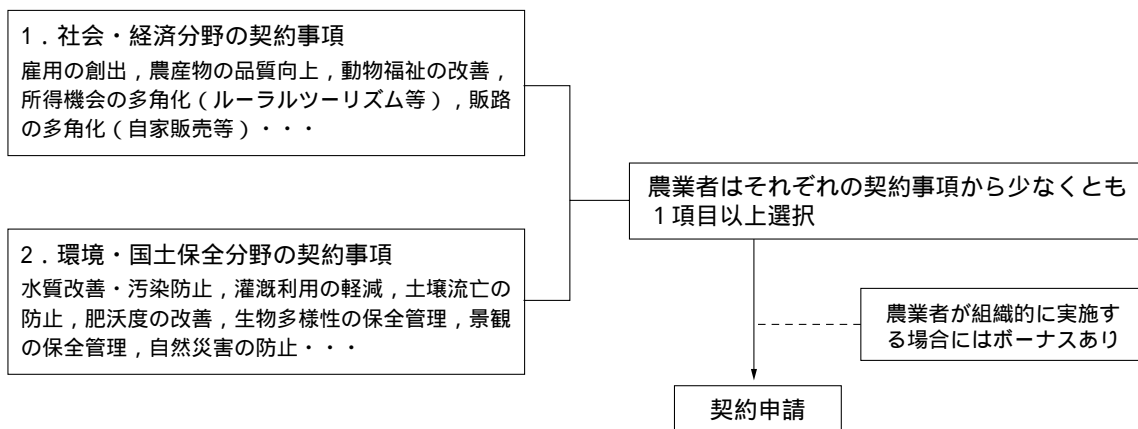 1．社会・経済分野の契約事項
雇用の創出，農産物の品質向上，動物福祉の改善，
所得機会の多角化（ルーラルツーリズム等），販路
の多角化（自家販売等）・・・
2．環境・国土保全分野の契約事項
水質改善・汚染防止，灌漑利用の軽減，土壌流亡の
防止，肥沃度の改善，生物多様性の保全管理，景観
の保全管理，自然災害の防止・・・
農業者はそれぞれの契約事項から少なくとも
1項目以上選択
農業者が組織的に実施す
る場合にはボーナスあり
契約申請